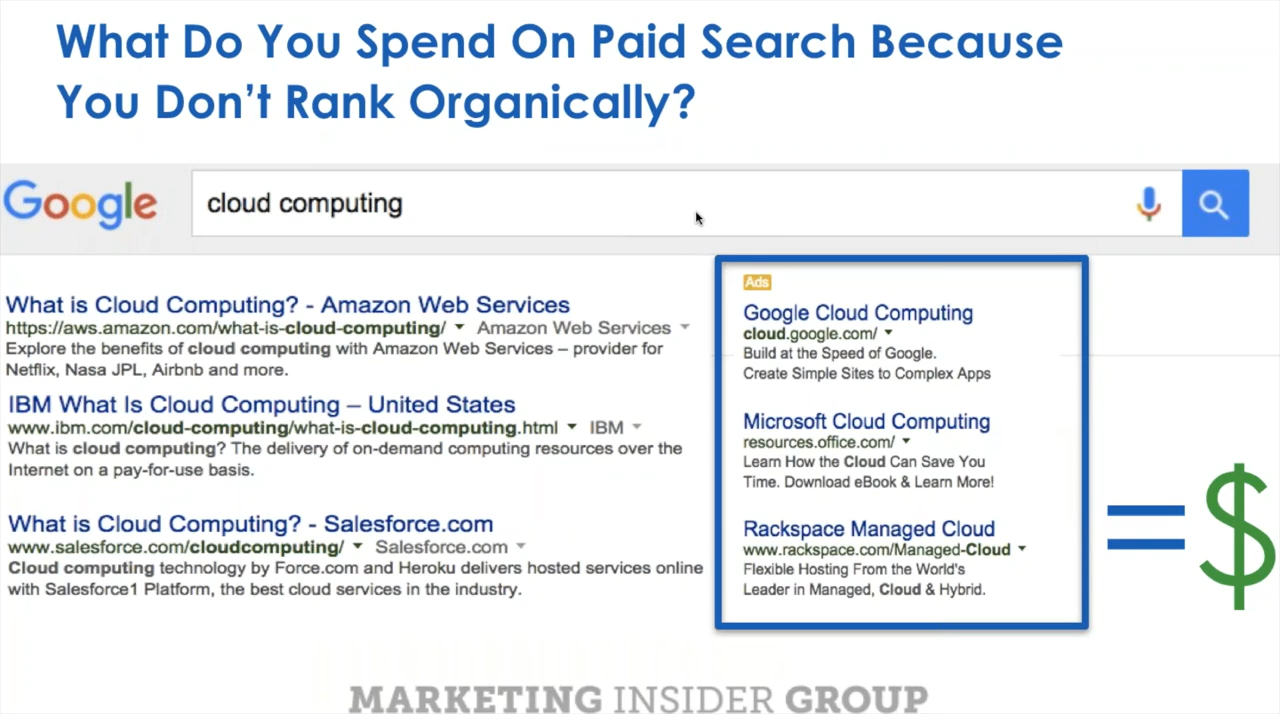 What Do You Spend On Paid Search Because
You Don't Rank Organically?
Google
cloud computing
What is Cloud Computing? - Amazon Web Services
https://aws.amazon.com/what-is-cloud-computing/ Amazon Web Services
Explore the benefits of cloud computing with Amazon Web Services – provider for
Netflix, Nasa JPL, Airbnb and more.
IBM What Is Cloud Computing – United States
www.ibm.com/cloud-computing/what-is-cloud-computing.html IBM
What is cloud computing? The delivery of on-demand computing resources over the
Internet on a pay-for-use basis.
What is Cloud Computing? - Salesforce.com
www.salesforce.com/cloudcomputing/ Salesforce.com
Cloud computing technology by Force.com and Heroku delivers hosted services online
with Salesforce1 Platform, the best cloud services in the industry.
Ads
Google Cloud Computing
cloud.google.com/
Build at the Speed of Google.
Create Simple Sites to Complex Apps
Microsoft Cloud Computing
resources.office.com/
Learn How the Cloud Can Save You
Time. Download eBook & Learn More!
Rackspace Managed Cloud
www.rackspace.com/Managed-Cloud
Flexible Hosting From the World's
Leader in Managed, Cloud & Hybrid.
= $
MARKETING INSIDER GROUP